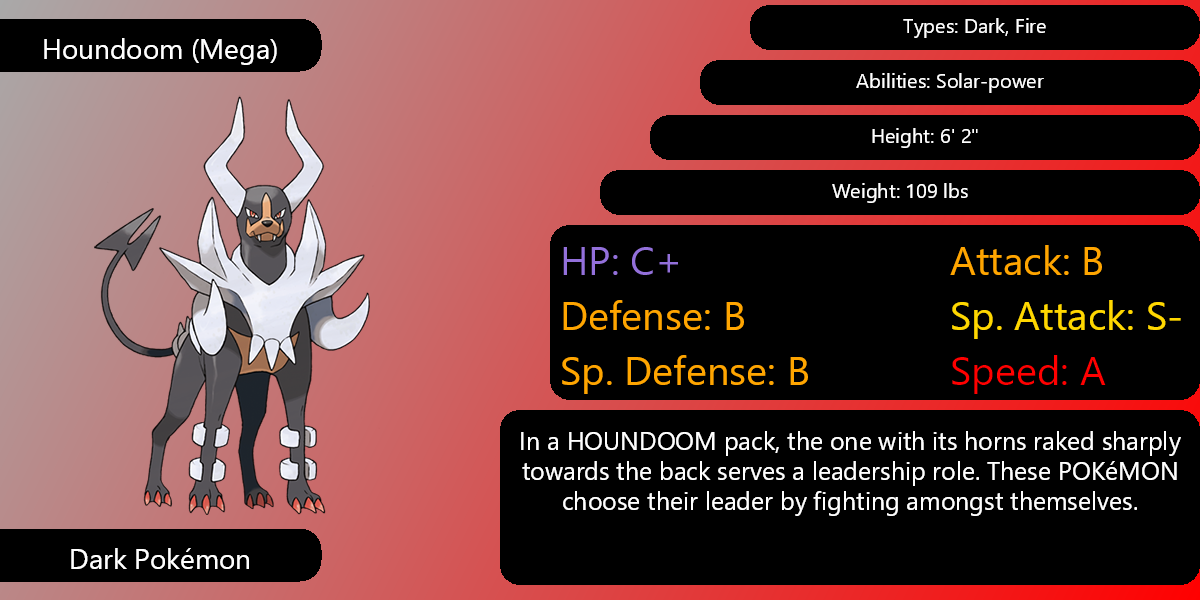 Houndoom (Mega)
Types: Dark, Fire
Abilities: Solar-power
Height: 6' 2"
Weight: 109 lbs
HP: C+
Attack: B
Defense: B
Sp. Attack: S-
Sp. Defense: B
Speed: A
In a HOUNDOOM pack, the one with its horns raked sharply
towards the back serves a leadership role. These POKéMON
choose their leader by fighting amongst themselves.
Dark Pokémon